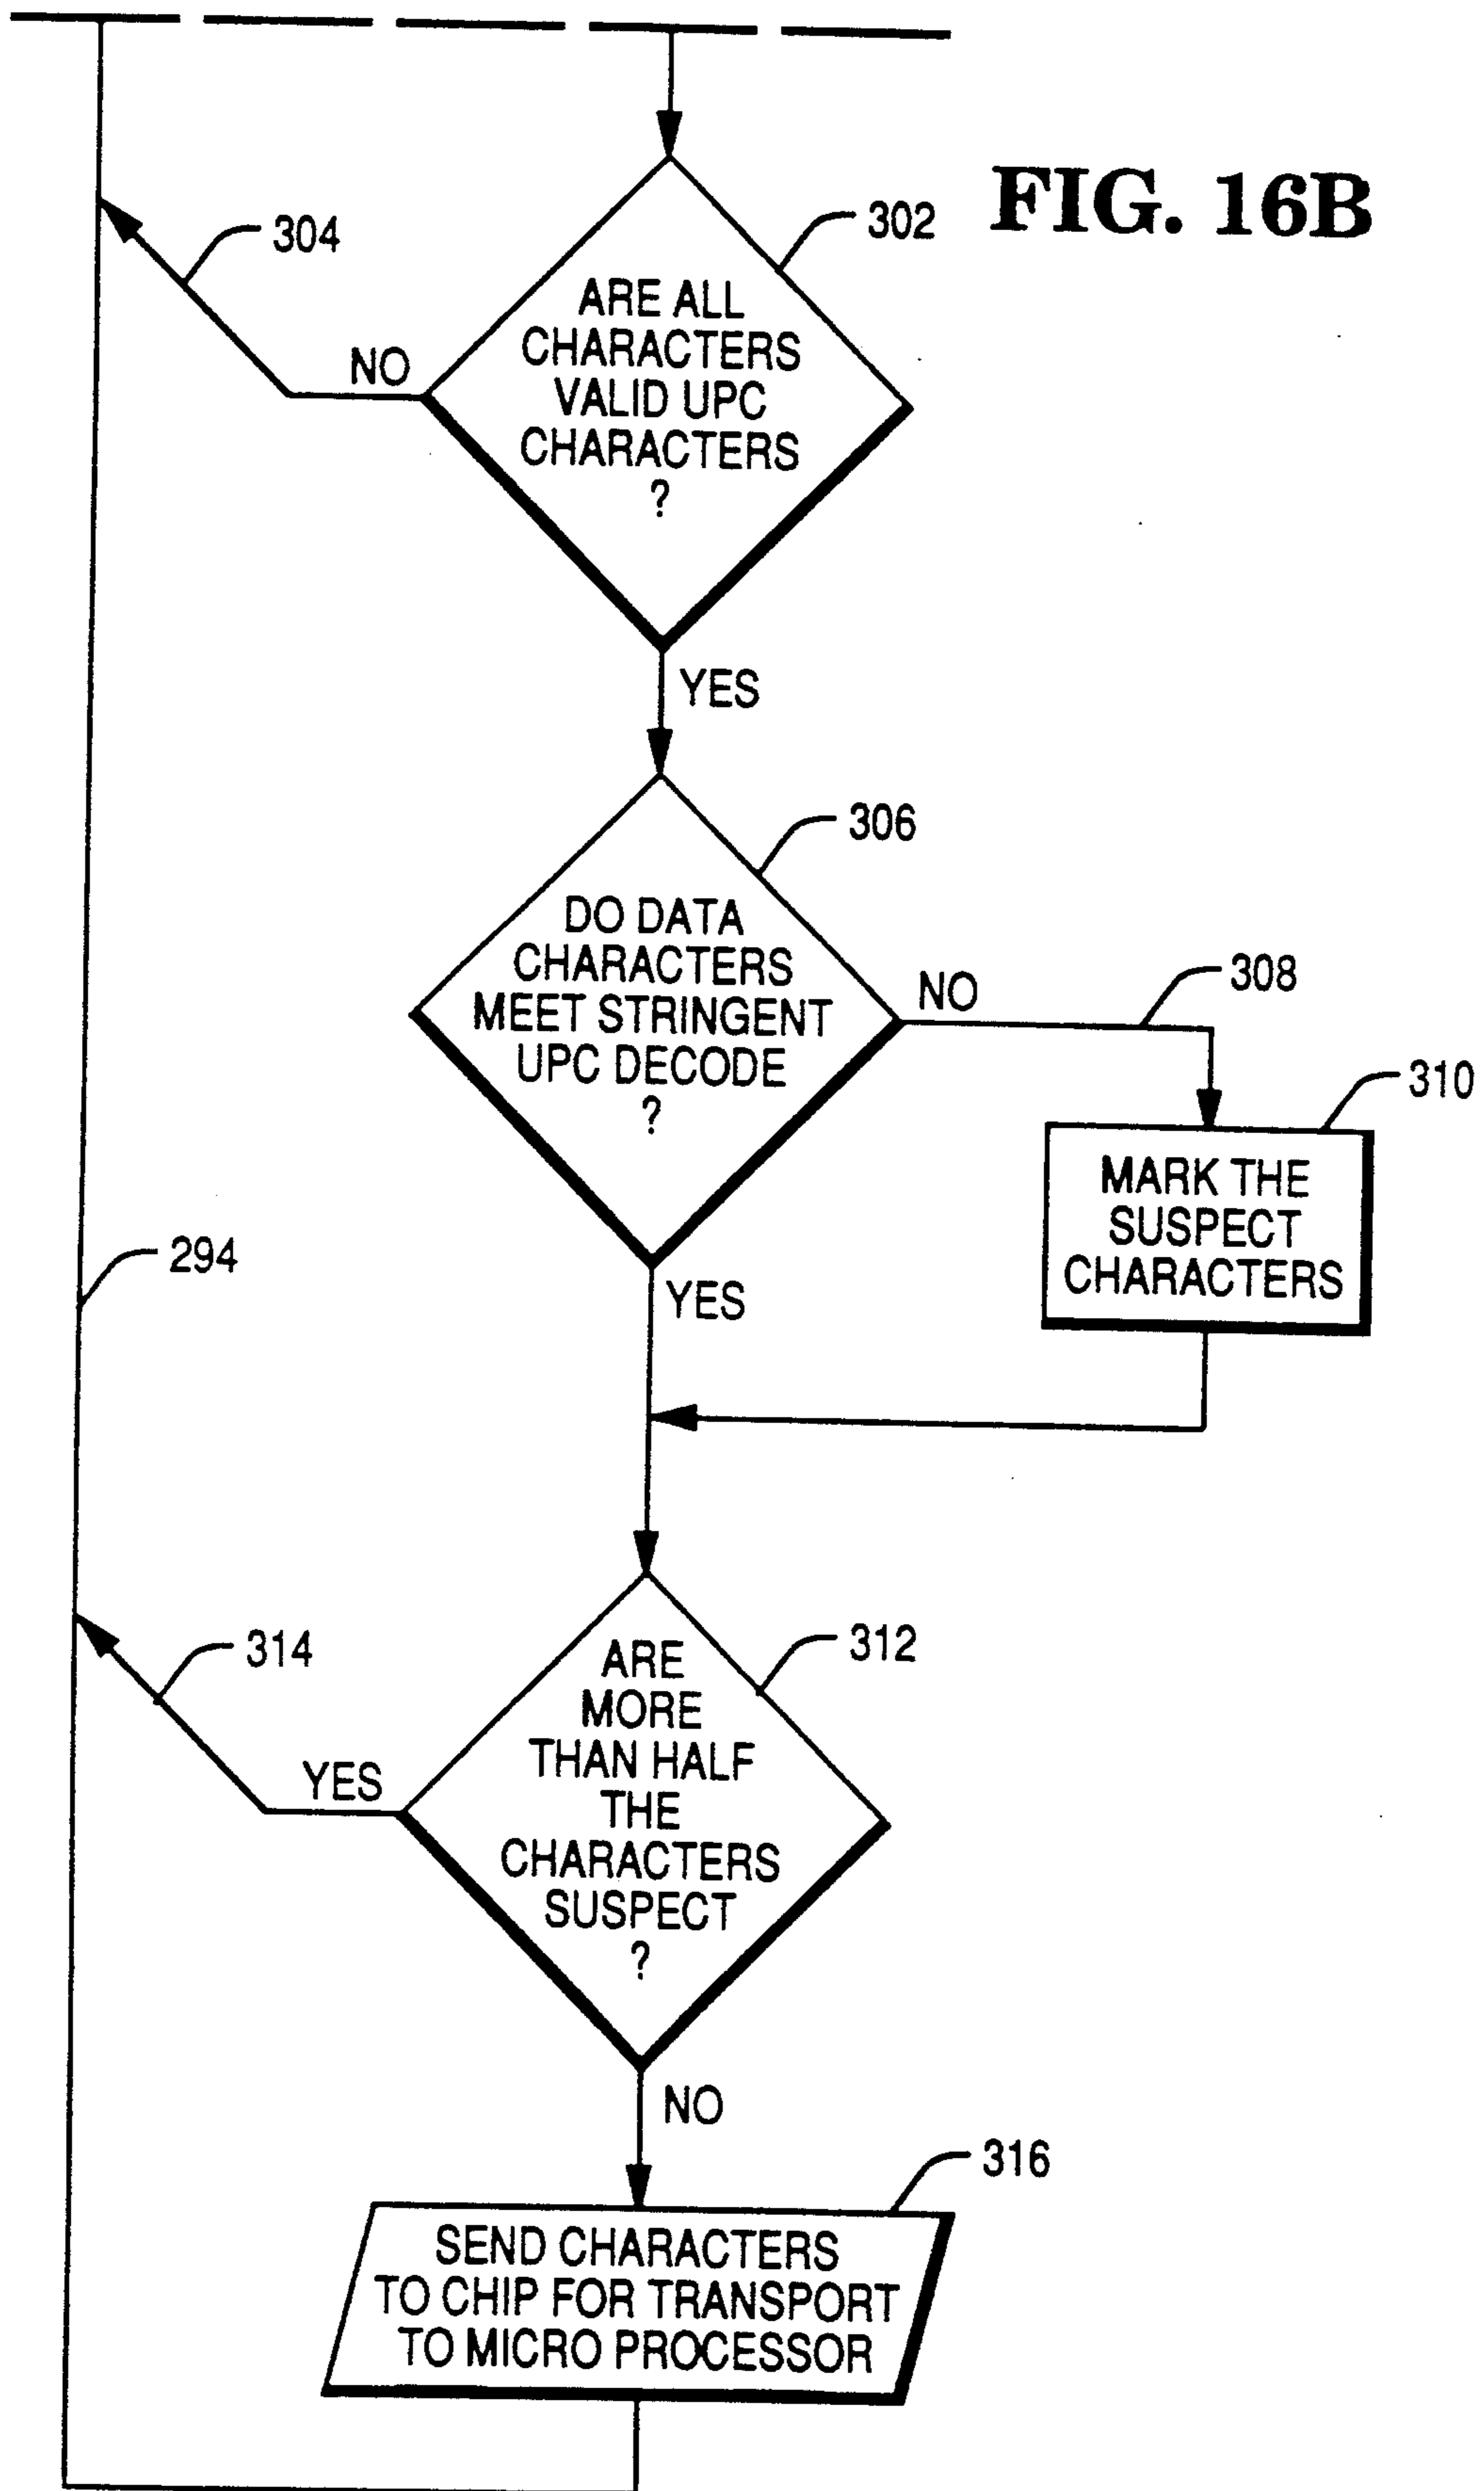 FIG. 16B
302
304
ARE ALL
CHARACTERS
VALID UPC
CHARACTERS
?
NO
YES
306
DO DATA
CHARACTERS
MEET STRINGENT
UPC DECODE
?
NO
308
310
MARK THE
SUSPECT
CHARACTERS
294
YES
312
314
ARE
MORE
THAN HALF
THE
CHARACTERS
SUSPECT
?
YES
NO
316
SEND CHARACTERS
TO CHIP FOR TRANSPORT
TO MICRO PROCESSOR